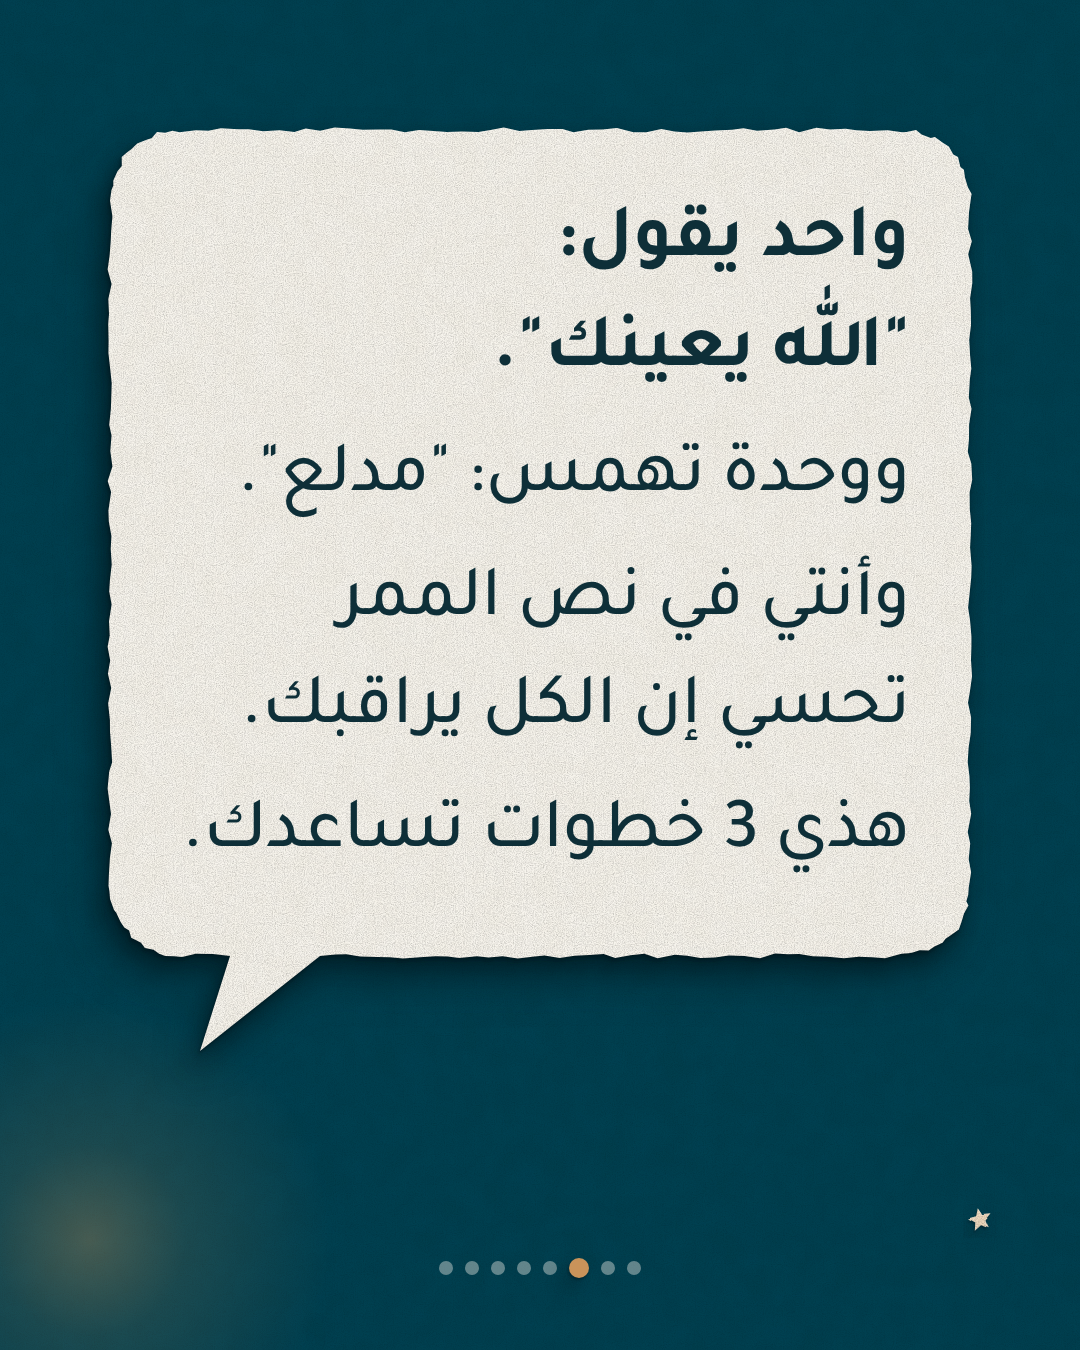 واحد يقول:
"الله يعينك".
ووحدة تهمس: "مدلع".
وأنتي في نص الممر
تحسي إن الكل يراقبك.
هذي 3 خطوات تساعدك.